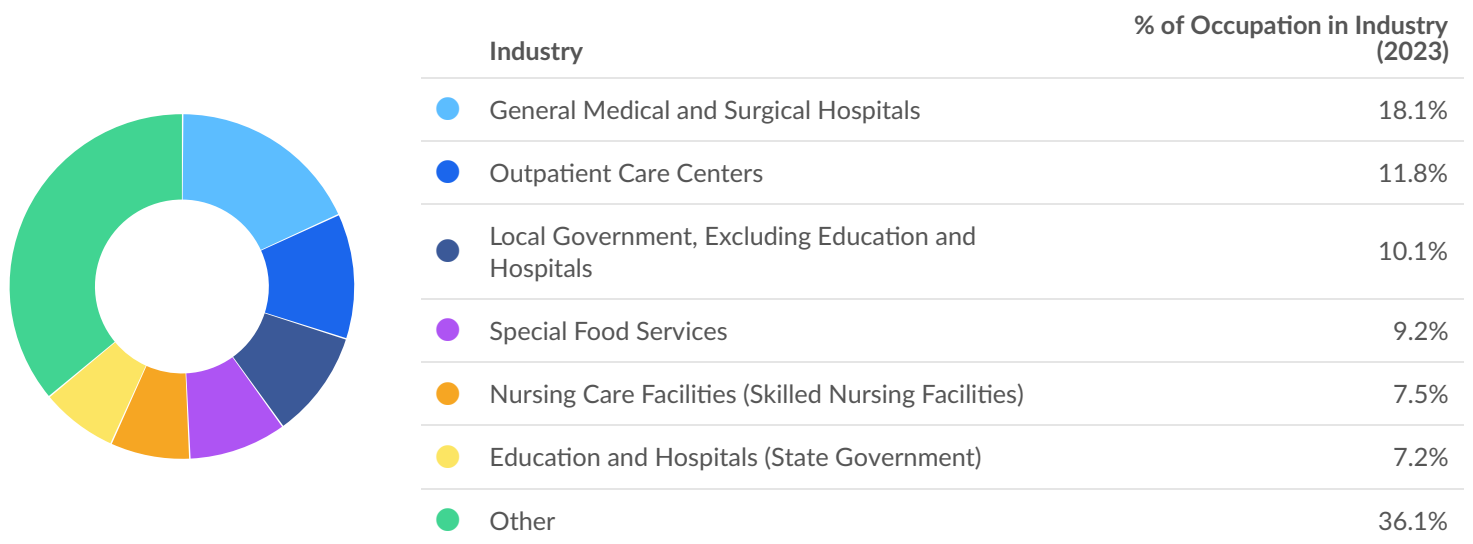 Industry
% of Occupation in Industry
(2023)
General Medical and Surgical Hospitals 18.1%
Outpatient Care Centers 11.8%
Local Government, Excluding Education and
Hospitals
10.1%
Special Food Services 9.2%
Nursing Care Facilities (Skilled Nursing Facilities) 7.5%
Education and Hospitals (State Government) 7.2%
Other 36.1%